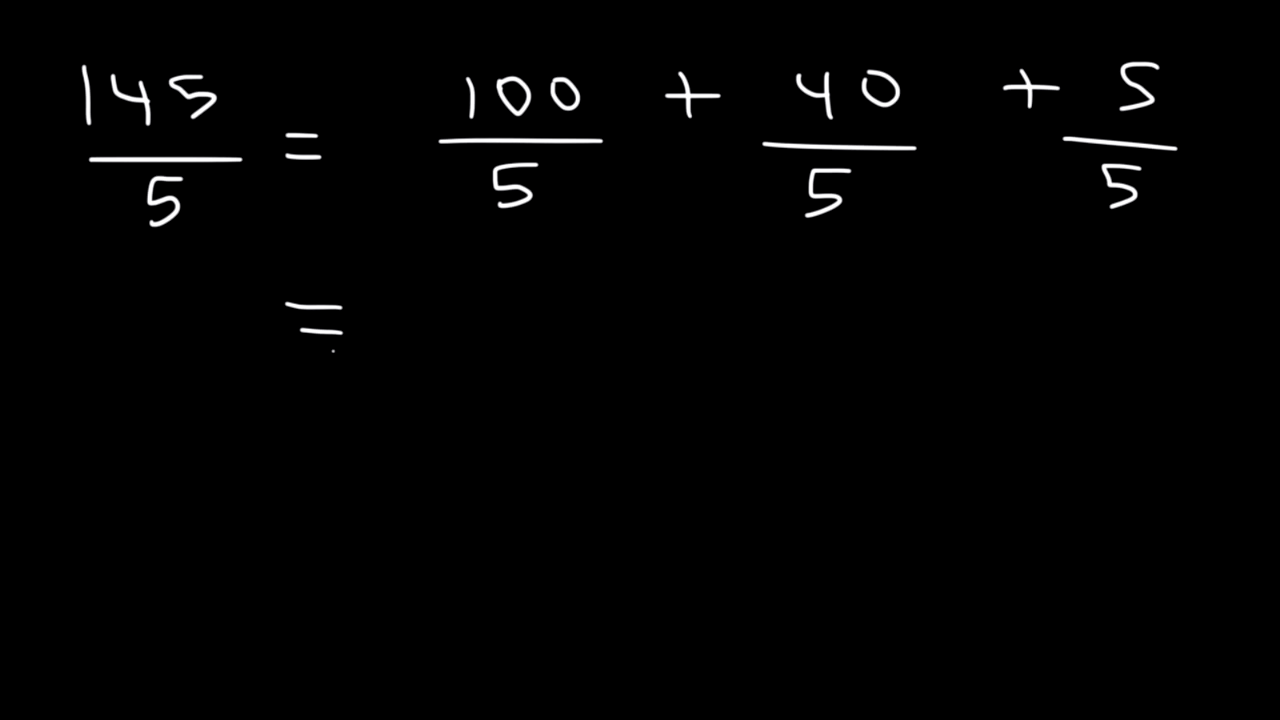 145/5 = 100/5 + 40/5 + 5/5
=